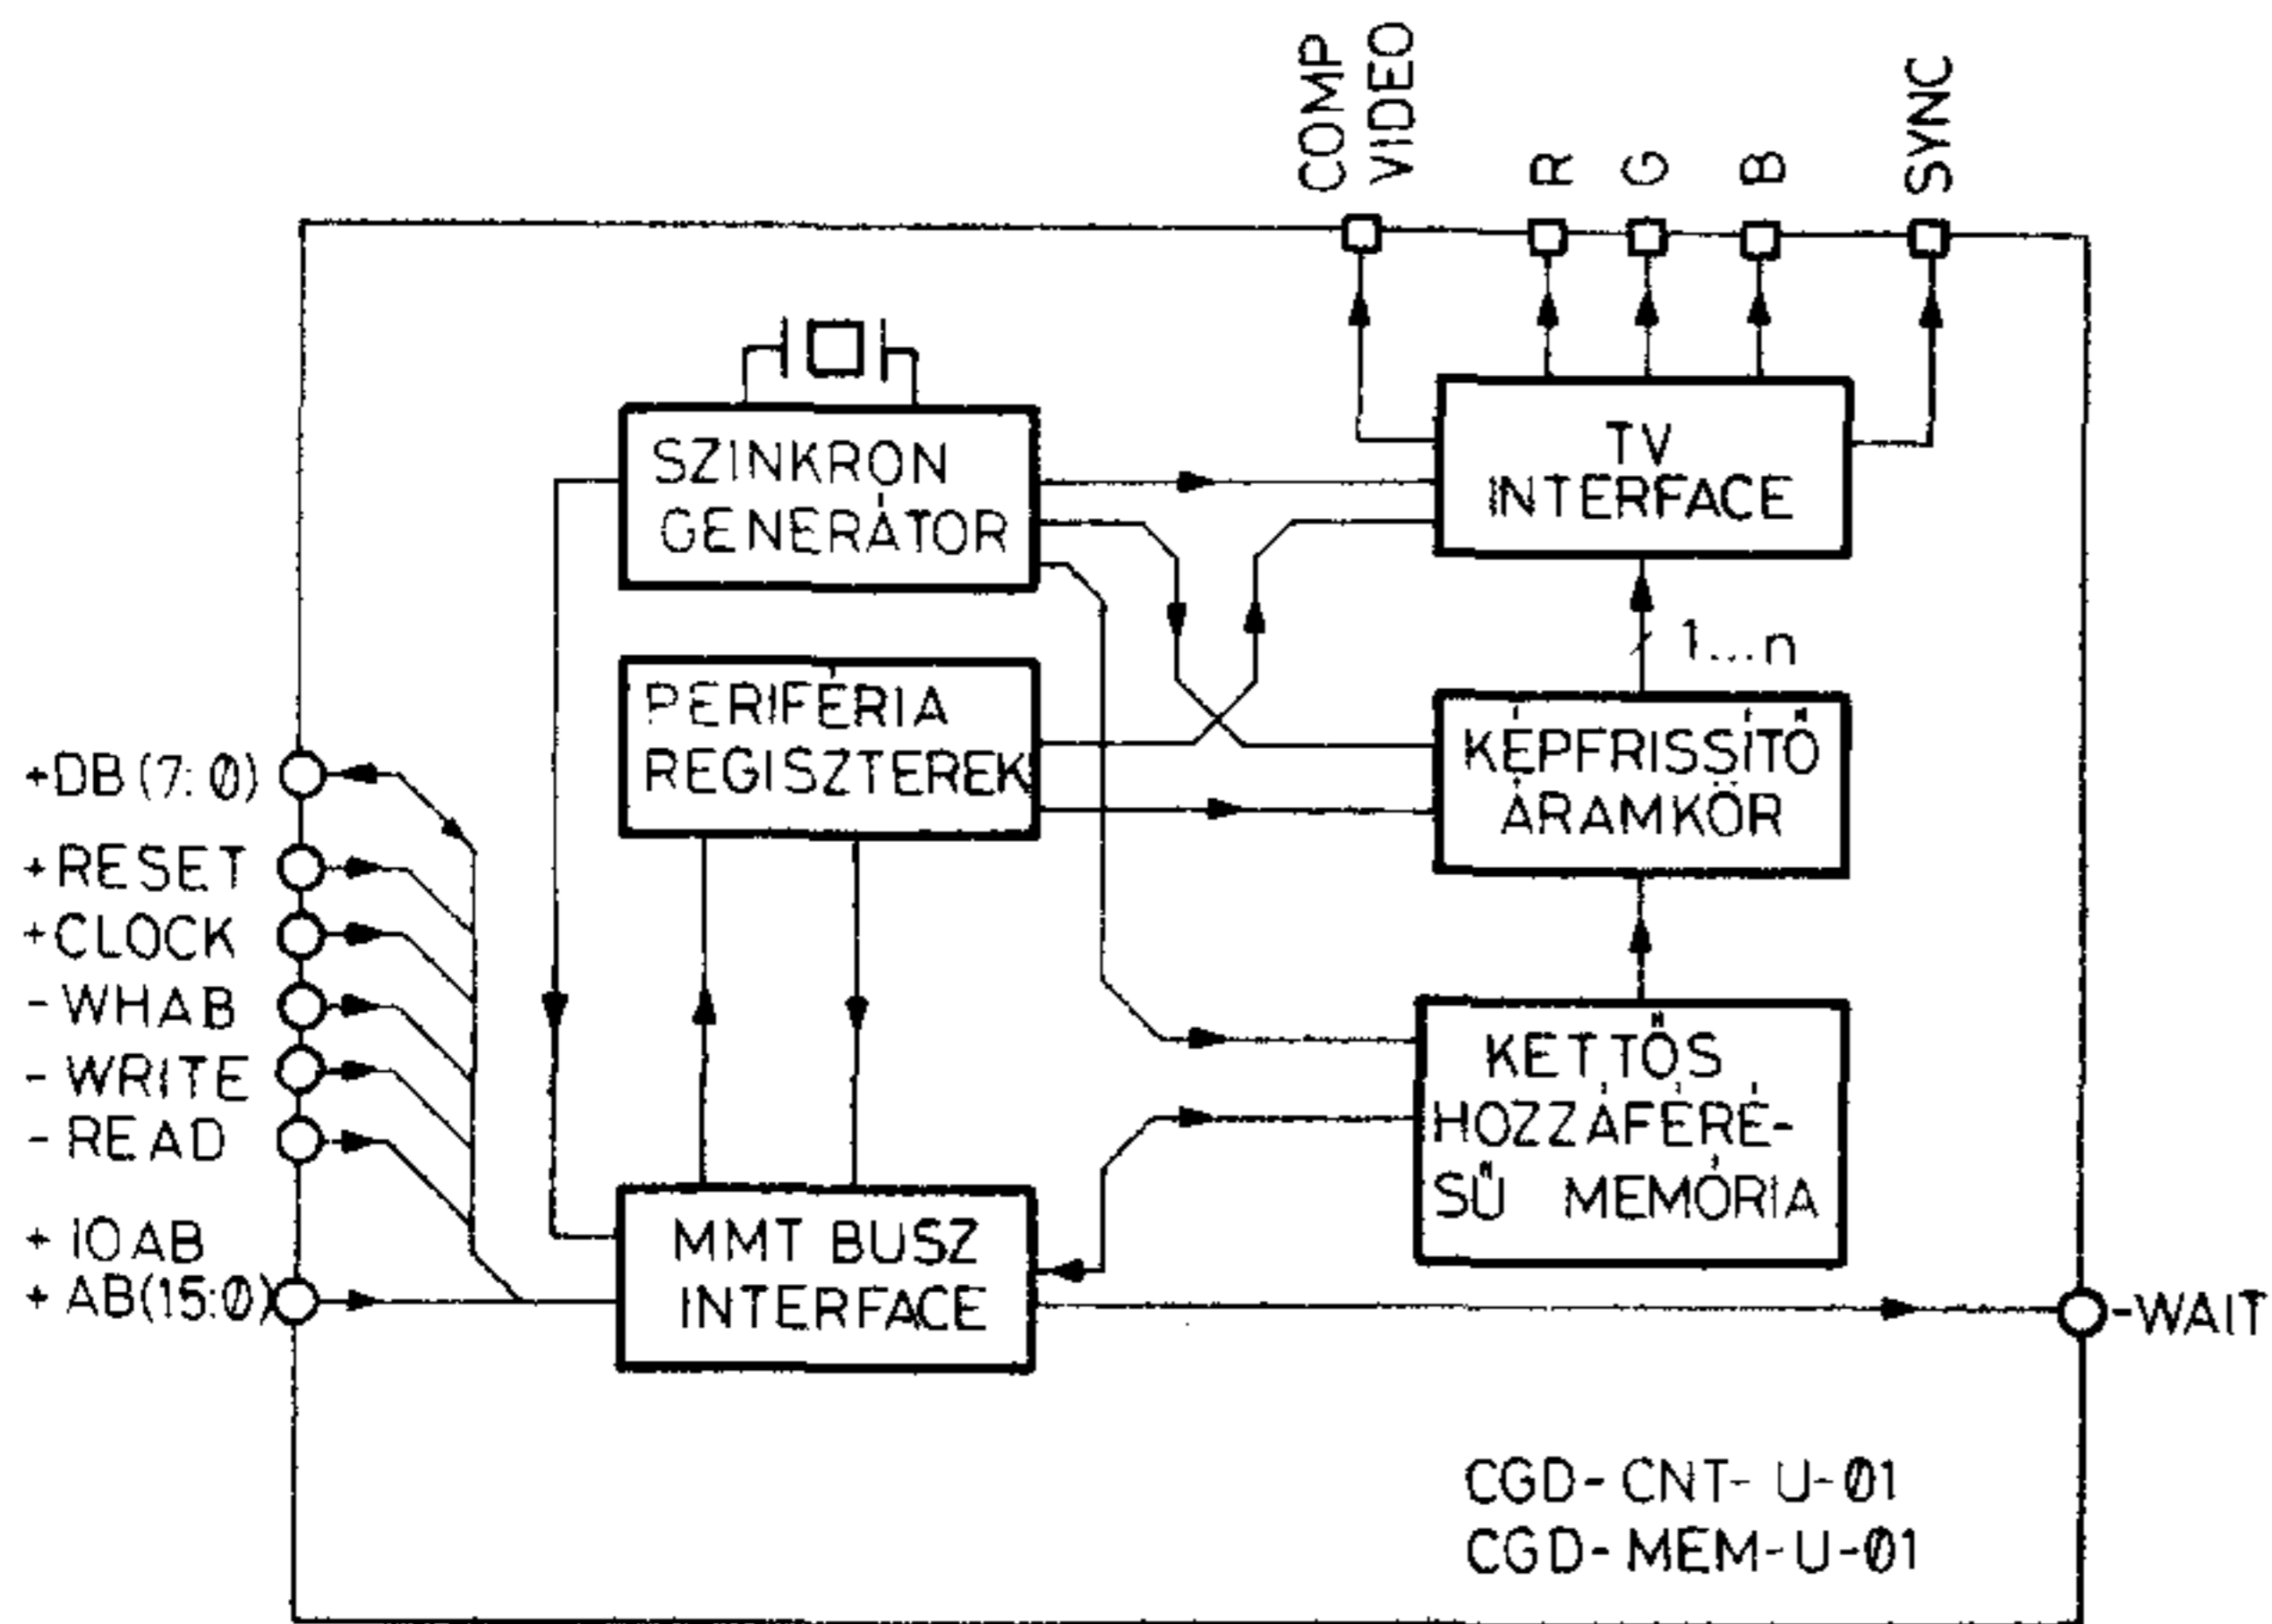 COMP
VIDEO
R
G
B
SYNC
SZINKRON
GENERÁTOR
TV
INTERFACE
1...n
PERIFÉRIA
REGISZTEREK
KÉPFRISSÍTŐ
ÁRAMKÖR
+DB(7:0)
+RESET
+CLOCK
-WHAB
-WRITE
-READ
+IOAB
+AB(15:0)
KETTŐS
HOZZÁFÉRÉ-
SŰ MEMÓRIA
MMT BUSZ
INTERFACE
-WAIT
CGD-CNT-U-01
CGD-MEM-U-01